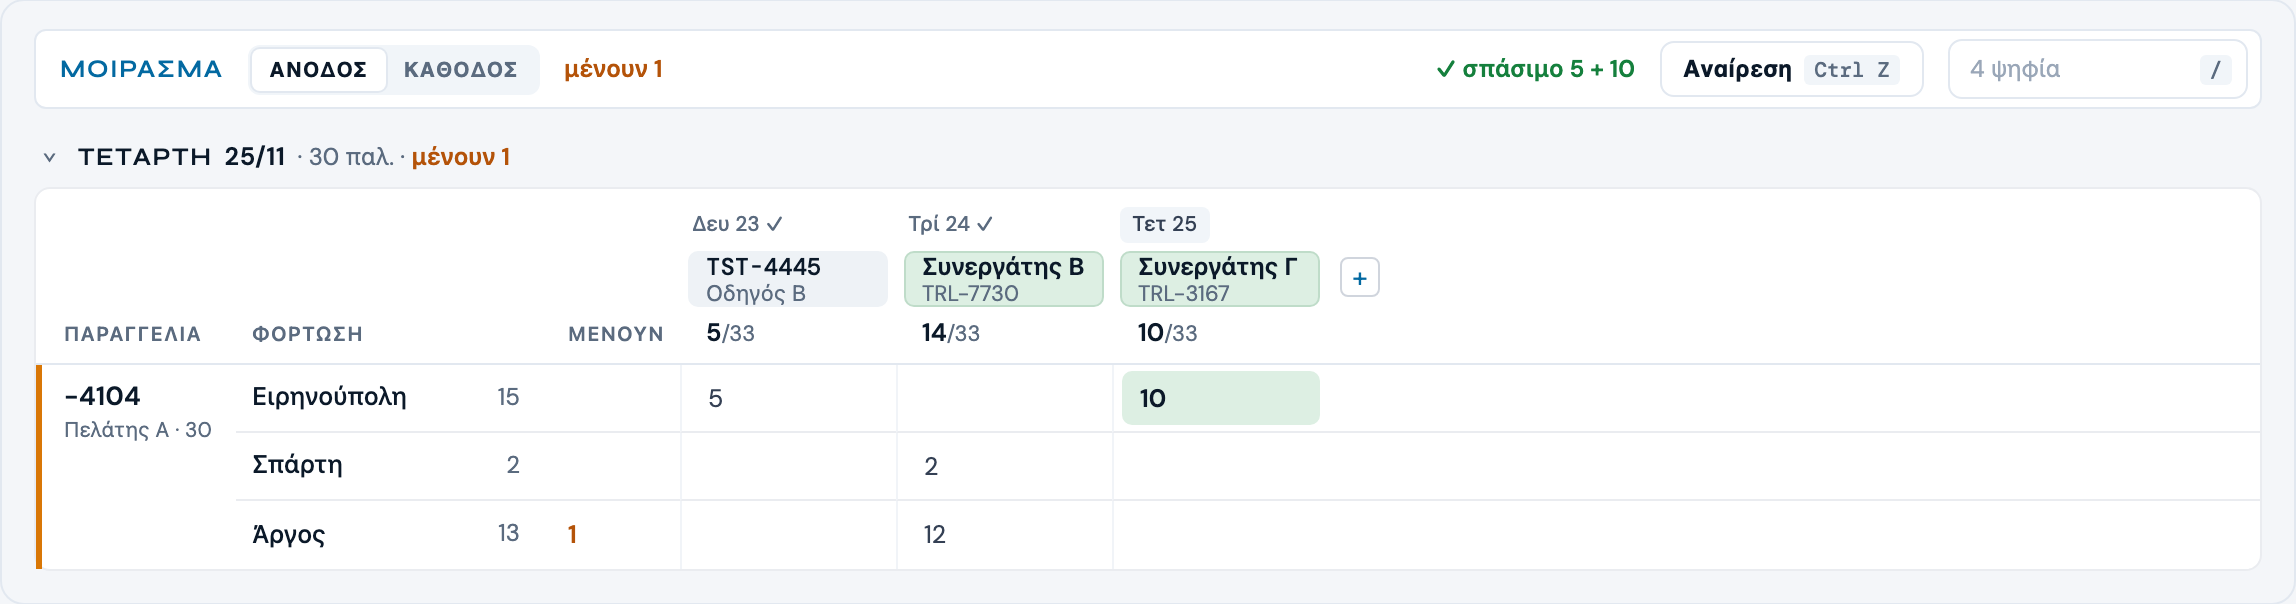 ΜΟΙΡΑΣΜΑ ΑΝΟΔΟΣ ΚΑΘΟΔΟΣ μένουν 1 ✓ σπάσιμο 5 + 10 Αναίρεση Ctrl Z 4 ψηφία /
ΤΕΤΑΡΤΗ 25/11 · 30 παλ. · μένουν 1
Δευ 23 ✓ Τρί 24 ✓ Τετ 25
TST-4445 Συνεργάτης Β Συνεργάτης Γ +
Οδηγός Β TRL-7730 TRL-3167
ΠΑΡΑΓΓΕΛΙΑ ΦΟΡΤΩΣΗ ΜΕΝΟΥΝ 5/33 14/33 10/33
-4104 Ειρηνούπολη 15 5 10
Πελάτης Α · 30
Σπάρτη 2 2
Άργος 13 1 12